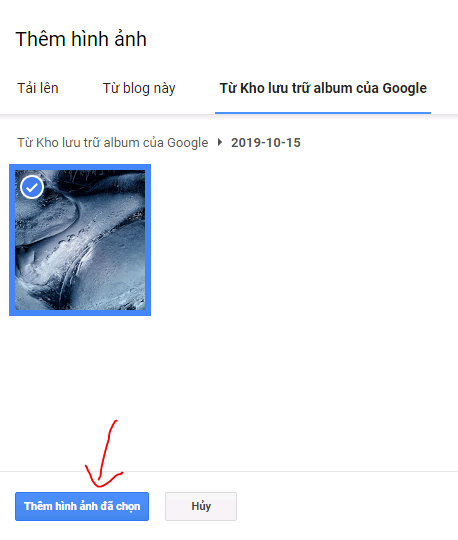 Thêm hình ảnh
Tải lên Từ blog này Từ Kho lưu trữ album của Google
Từ Kho lưu trữ album của Google 2019-10-15
Thêm hình ảnh đã chọn Hủy